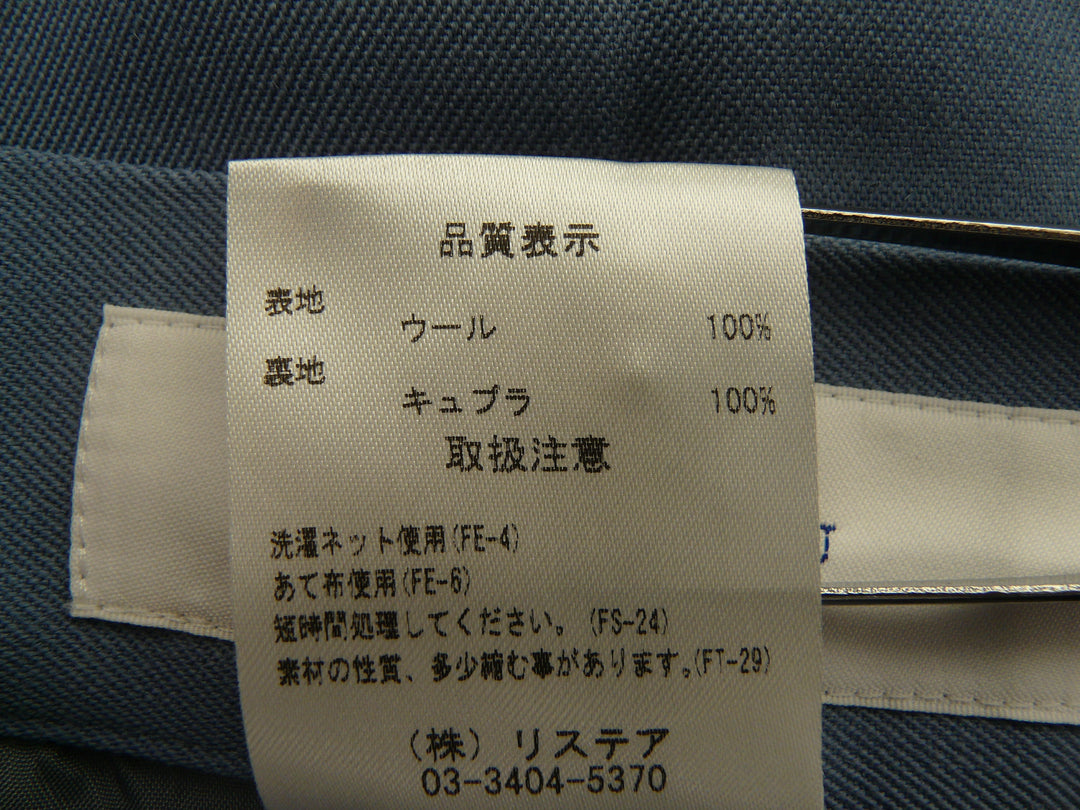 品質表示
表地
ウール 100%
裏地
キュプラ 100%
取扱注意
洗濯ネット使用(FE-4)
あて布使用(FE-6)
短時間処理してください。(FS-24)
素材の性質、多少縮む事があります。(FT-29)
(株) リステア
03-3404-5370